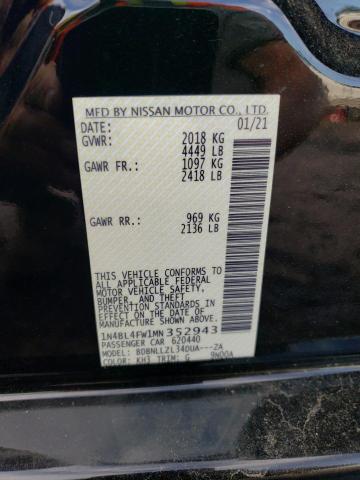 MFD BY NISSAN MOTOR CO., LTD.
DATE: 01/21
GVWR: 2018 KG
4449 LB
GAWR FR.: 1097 KG
2418 LB
GAWR RR.: 969 KG
2136 LB
THIS VEHICLE CONFORMS TO ALL
APPLICABLE U.S. FEDERAL
MOTOR VEHICLE SAFETY,
BUMPER, AND THEFT
PREVENTION STANDARDS IN
EFFECT ON THE DATE OF
MANUFACTURE SHOWN ABOVE.
1N4BL4FW1MN352943
PASSENGER CAR 620440
MODEL: BDBNLLZL34DUA---ZA
COLOR: KH3 TRIM: G 9N00A